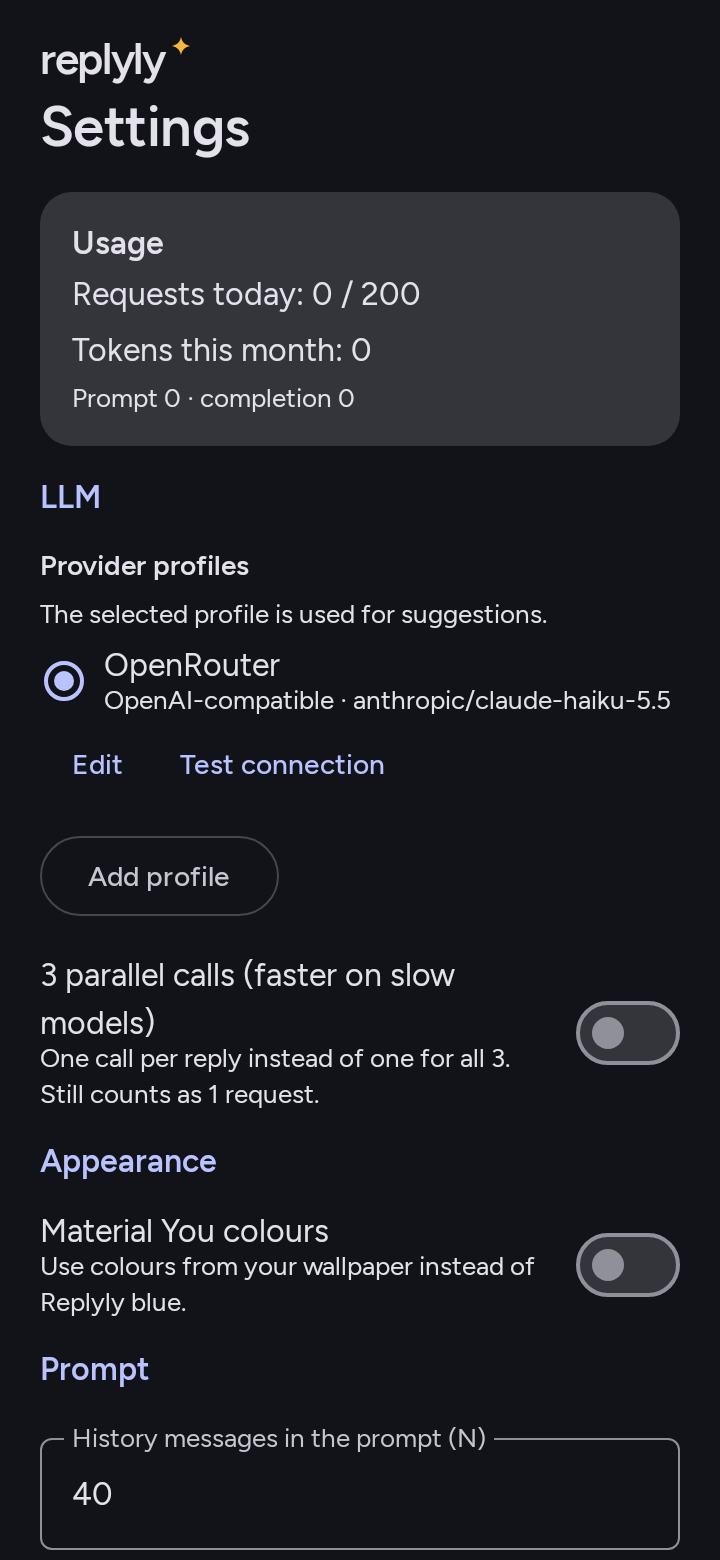 replyly
Settings
Usage
Requests today: 0 / 200
Tokens this month: 0
Prompt 0 · completion 0
LLM
Provider profiles
The selected profile is used for suggestions.
OpenRouter
OpenAI-compatible · anthropic/claude-haiku-5.5
Edit Test connection
Add profile
3 parallel calls (faster on slow
models)
One call per reply instead of one for all 3.
Still counts as 1 request.
Appearance
Material You colours
Use colours from your wallpaper instead of
Replyly blue.
Prompt
History messages in the prompt (N)
40